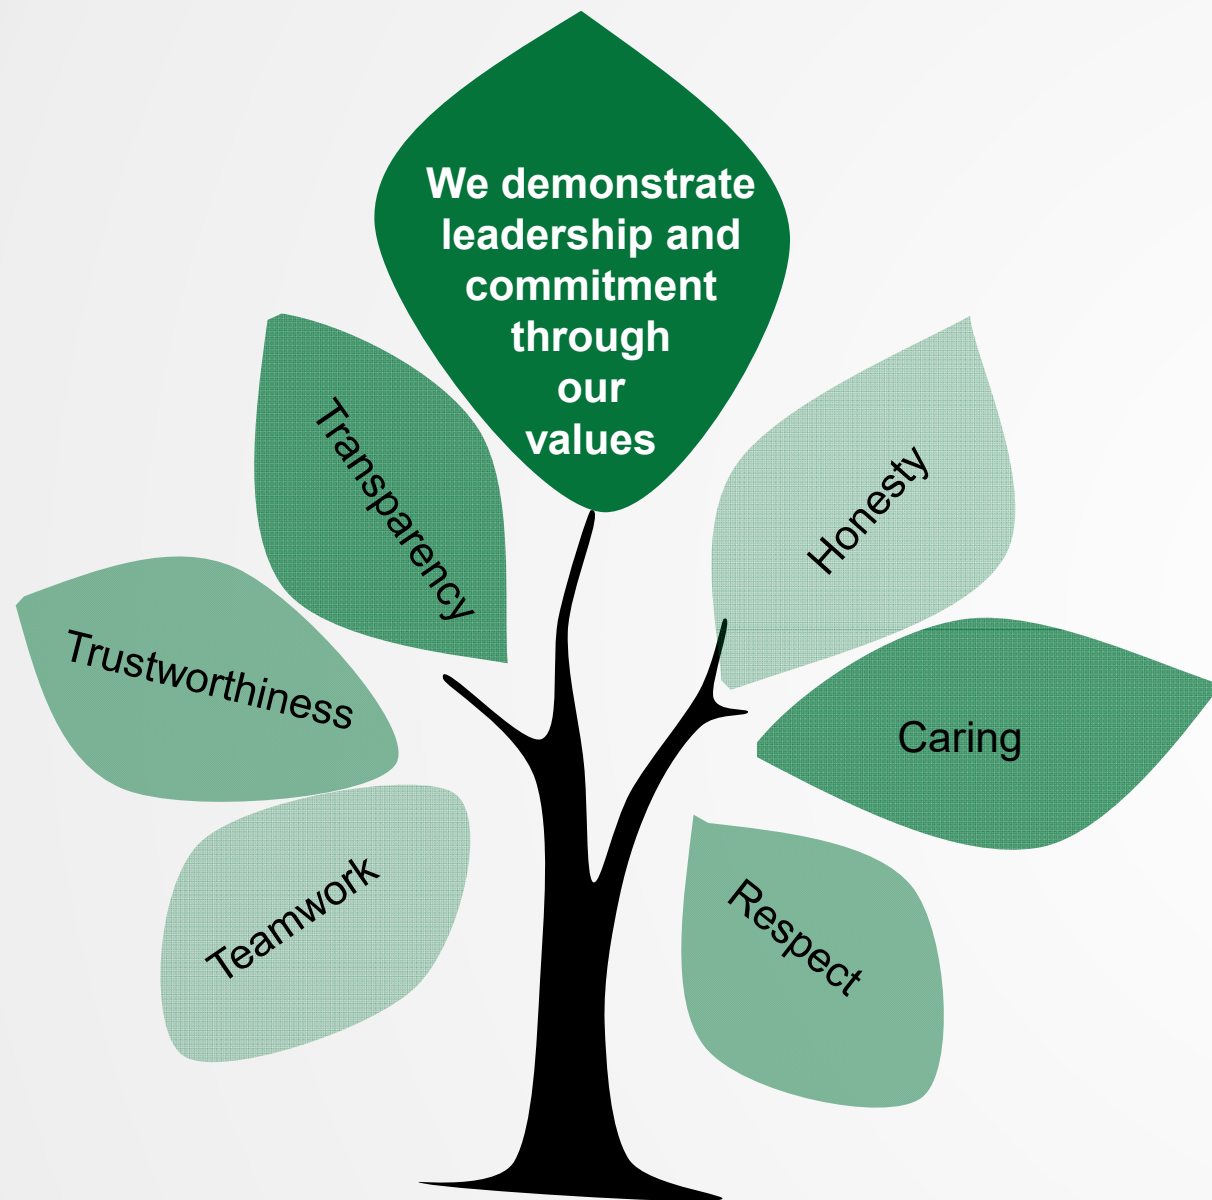 We demonstrate
leadership and
commitment
through
our
values
Transparency
Honesty
Trustworthiness
Caring
Teamwork
Respect